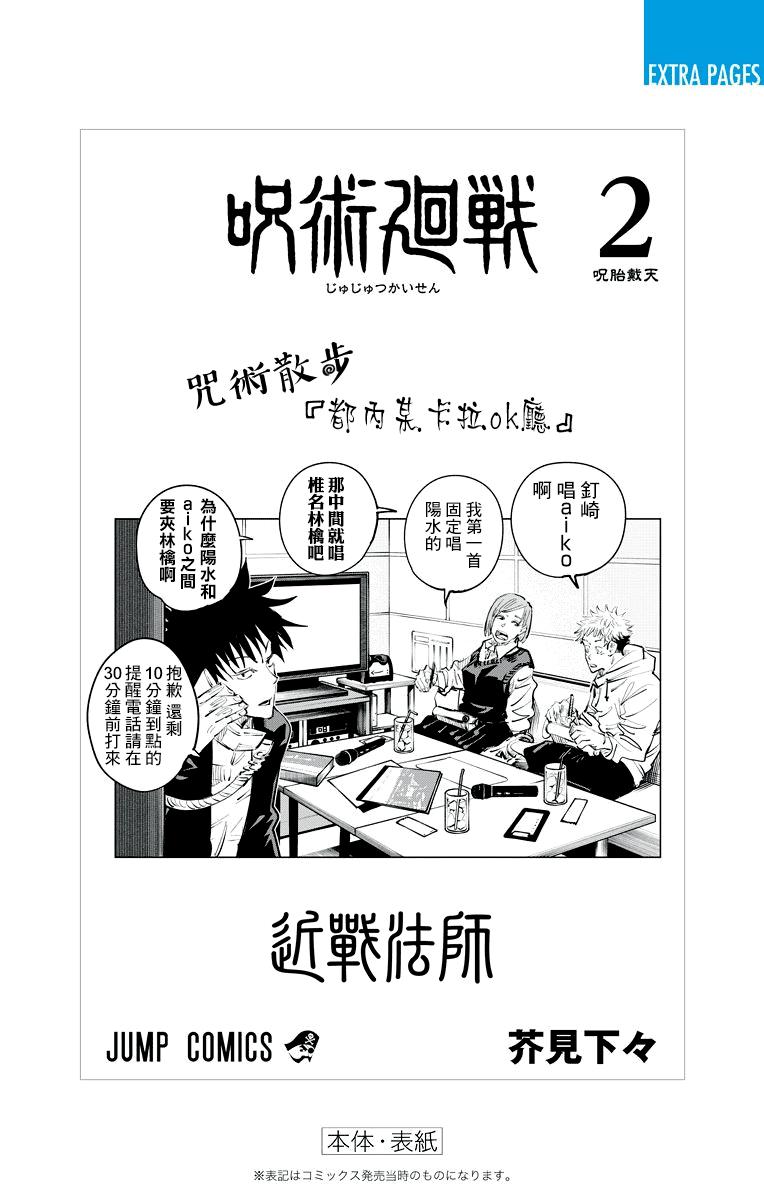 EXTRA PAGES
呪術廻戦
じゅじゅつかいせん
2
呪胎戴天
咒術散步
『都內某卡拉ok廳』
釘崎
唱aiko
啊
我第一首
固定唱
陽水的
那中間就唱
椎名林檎吧
為什麼陽水和
aiko之間
要夾林檎啊
抱歉 還剩
10分鐘到點的
提醒電話請在
30分鐘前打來
近戰法師
JUMP COMICS
芥見下々
本体・表紙
※表記はコミックス発売当時のものになります。